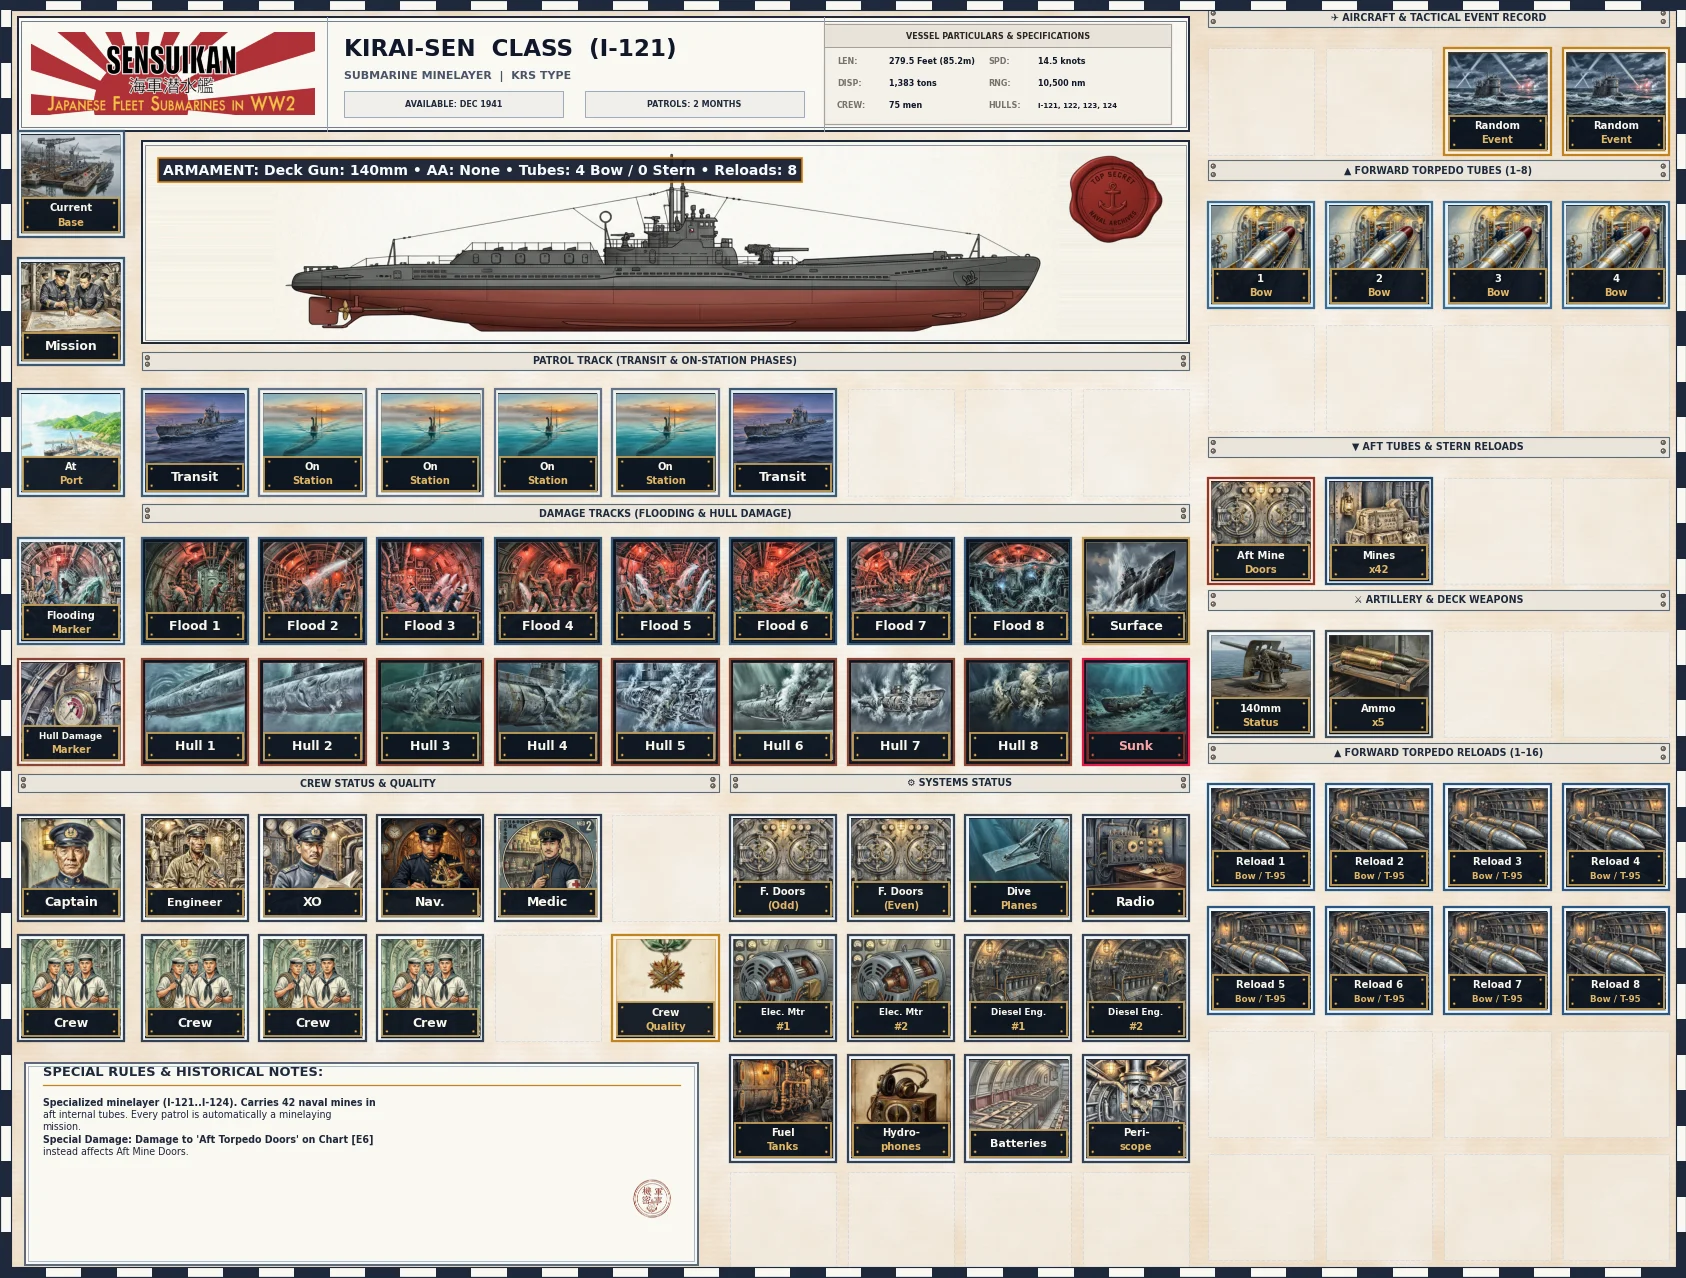 SENSUIKAN
海軍潜水艦
JAPANESE FLEET SUBMARINES IN WW2
KIRAI-SEN CLASS (I-121)
SUBMARINE MINELAYER | KRS TYPE
AVAILABLE: DEC 1941
PATROLS: 2 MONTHS
VESSEL PARTICULARS & SPECIFICATIONS
LEN: 279.5 Feet (85.2m) SPD: 14.5 knots
DISP: 1,383 tons RNG: 10,500 nm
CREW: 75 men HULLS: I-121, 122, 123, 124
Current
Base
Mission
ARMAMENT: Deck Gun: 140mm • AA: None • Tubes: 4 Bow / 0 Stern • Reloads: 8
TOP SECRET
NAVAL ARCHIVES
PATROL TRACK (TRANSIT & ON-STATION PHASES)
At
Port
Transit
On
Station
On
Station
On
Station
On
Station
Transit
DAMAGE TRACKS (FLOODING & HULL DAMAGE)
Flooding
Marker
Flood 1
Flood 2
Flood 3
Flood 4
Flood 5
Flood 6
Flood 7
Flood 8
Surface
Hull Damage
Marker
Hull 1
Hull 2
Hull 3
Hull 4
Hull 5
Hull 6
Hull 7
Hull 8
Sunk
CREW STATUS & QUALITY
Captain
Engineer
XO
Nav.
Medic
Crew
Crew
Crew
Crew
Crew
Quality
⚙ SYSTEMS STATUS
F. Doors
(Odd)
F. Doors
(Even)
Dive
Planes
Radio
Elec. Mtr
#1
Elec. Mtr
#2
Diesel Eng.
#1
Diesel Eng.
#2
Fuel
Tanks
Hydro-
phones
Batteries
Peri-
scope
SPECIAL RULES & HISTORICAL NOTES:
Specialized minelayer (I-121..I-124). Carries 42 naval mines in
aft internal tubes. Every patrol is automatically a minelaying
mission.
Special Damage: Damage to 'Aft Torpedo Doors' on Chart [E6]
instead affects Aft Mine Doors.
✈ AIRCRAFT & TACTICAL EVENT RECORD
Random
Event
Random
Event
▲ FORWARD TORPEDO TUBES (1–8)
1
Bow
2
Bow
3
Bow
4
Bow
▼ AFT TUBES & STERN RELOADS
Aft Mine
Doors
Mines
x42
⚔ ARTILLERY & DECK WEAPONS
140mm
Status
Ammo
x5
▲ FORWARD TORPEDO RELOADS (1–16)
Reload 1
Bow / T-95
Reload 2
Bow / T-95
Reload 3
Bow / T-95
Reload 4
Bow / T-95
Reload 5
Bow / T-95
Reload 6
Bow / T-95
Reload 7
Bow / T-95
Reload 8
Bow / T-95